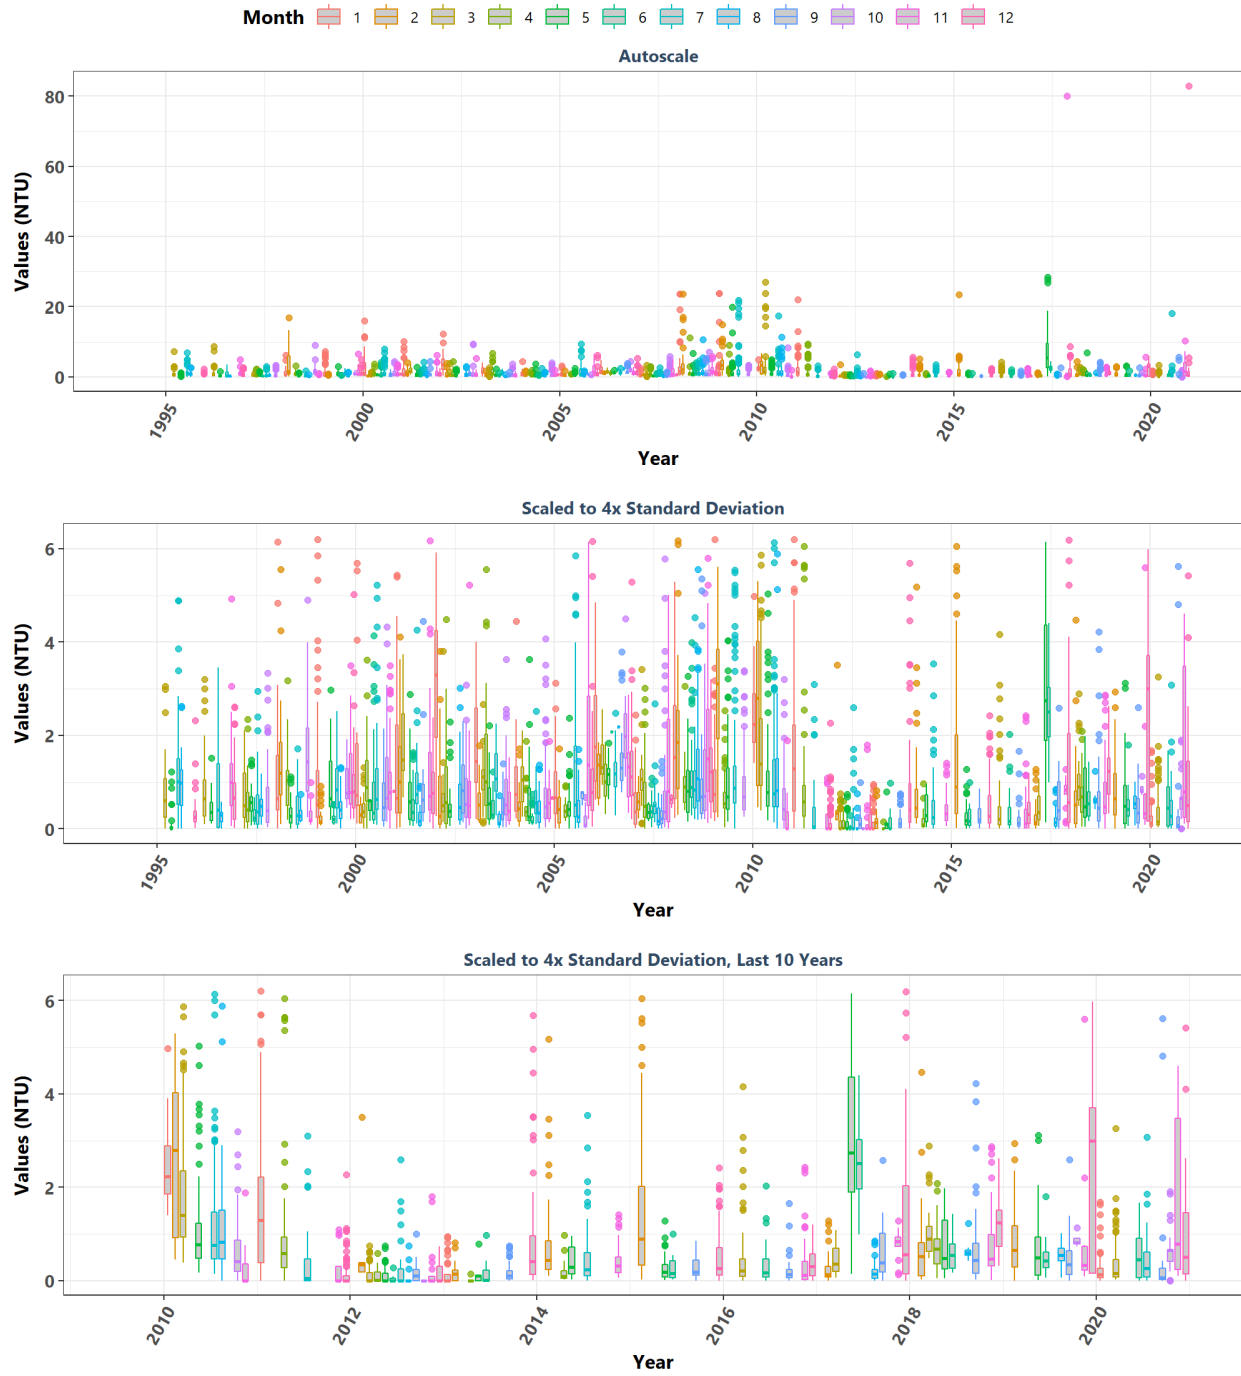 Month 1 2 3 4 5 6 7 8 9 10 11 12
Autoscale
Values (NTU)
80
60
40
20
0
1995 2000 2005 2010 2015 2020
Year
Scaled to 4x Standard Deviation
Values (NTU)
6
4
2
0
1995 2000 2005 2010 2015 2020
Year
Scaled to 4x Standard Deviation, Last 10 Years
Values (NTU)
6
4
2
0
2010 2012 2014 2016 2018 2020
Year